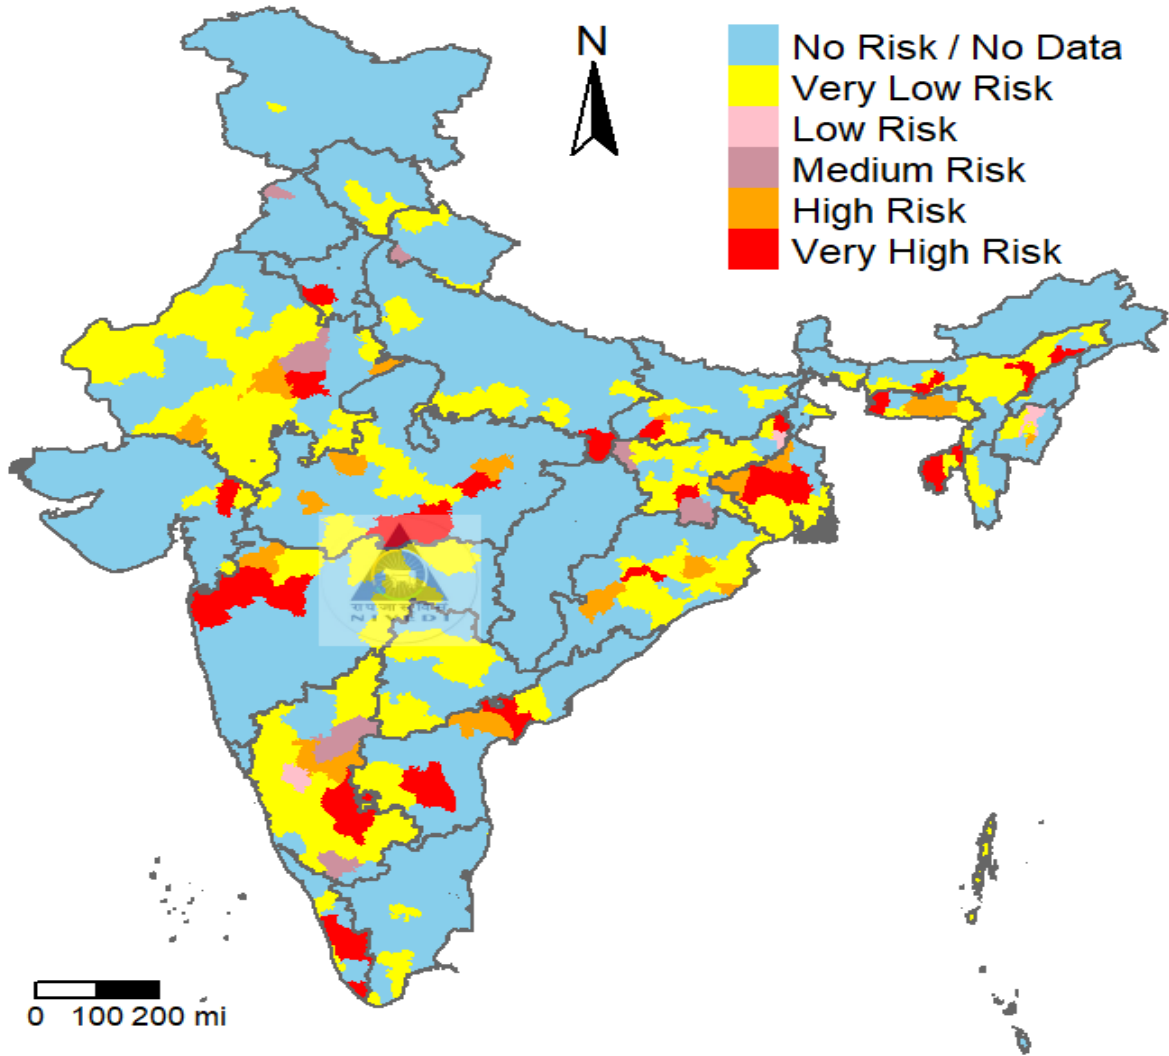 N
No Risk / No Data
Very Low Risk
Low Risk
Medium Risk
High Risk
Very High Risk
NIVEDI
0 100 200 mi